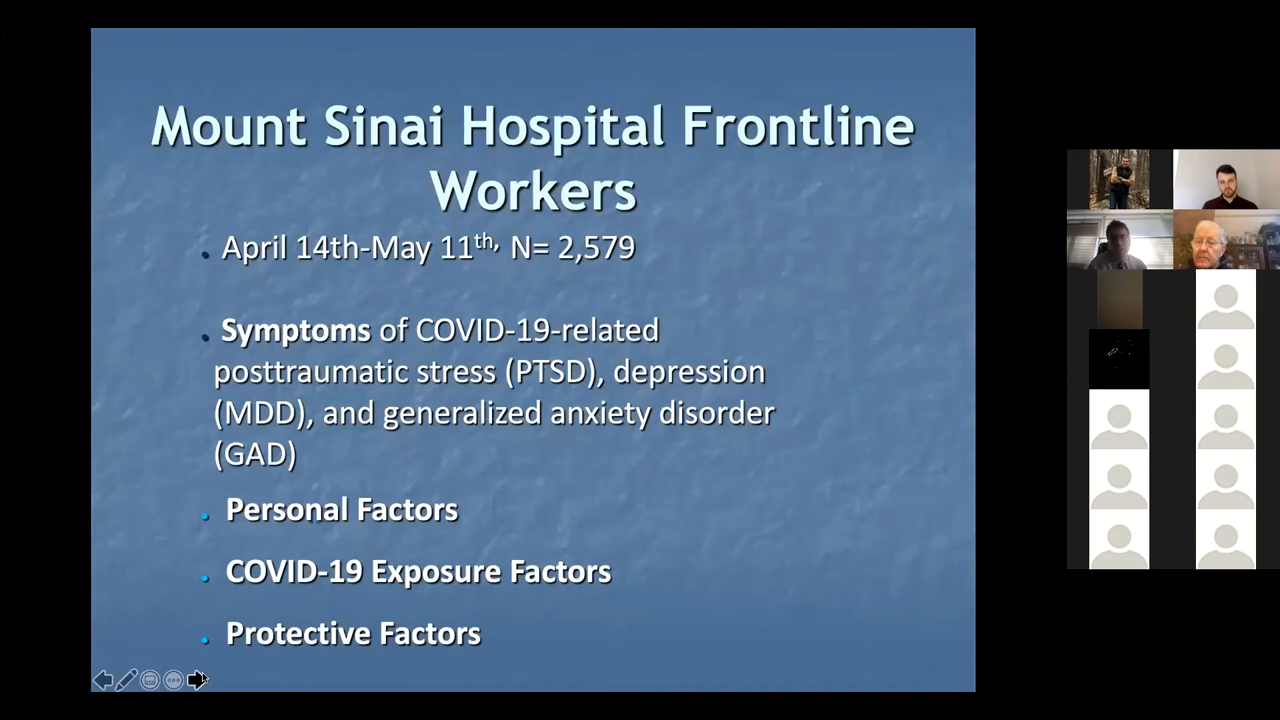 Mount Sinai Hospital Frontline
Workers
. April 14th-May 11th, N= 2,579
. Symptoms of COVID-19-related
posttraumatic stress (PTSD), depression
(MDD), and generalized anxiety disorder
(GAD)
. Personal Factors
. COVID-19 Exposure Factors
. Protective Factors